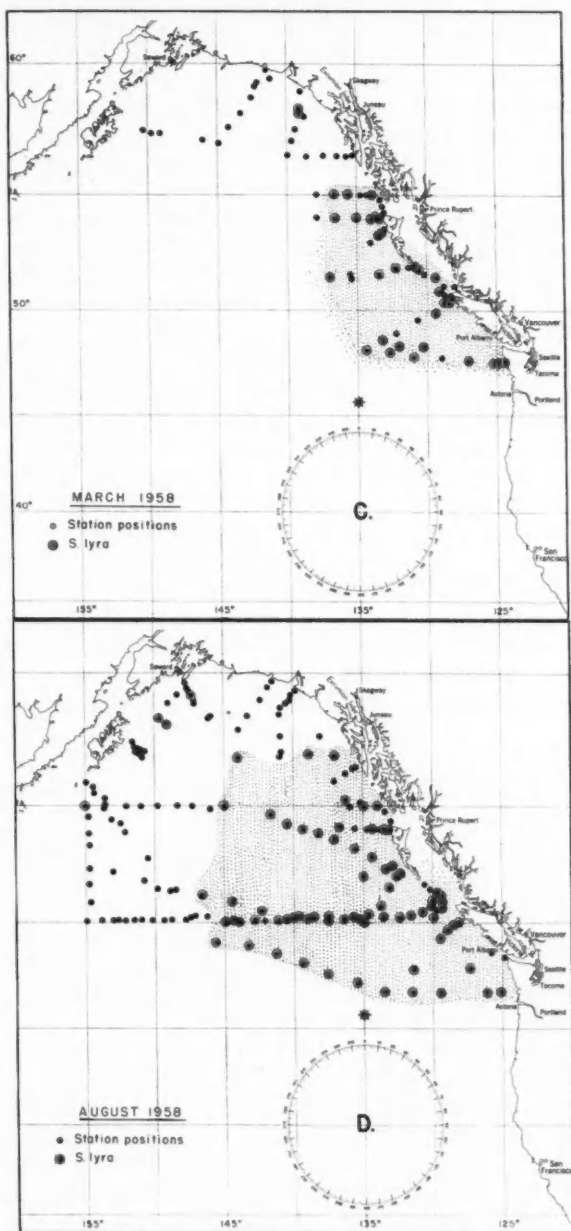 60°
Seward
Skagway
Juneau
Prince Rupert
50°
Vancouver
Port Alberni
Seattle
Tacoma
Astoria
Portland
MARCH 1958
Station positions
S. lyra
C.
40°
San
Francisco
155°
145°
135°
125°
Seward
Skagway
Juneau
Prince Rupert
Vancouver
Port Alberni
Seattle
Tacoma
Astoria
Portland
AUGUST 1958
Station positions
S. lyra
D.
San
Francisco
155°
145°
135°
125°